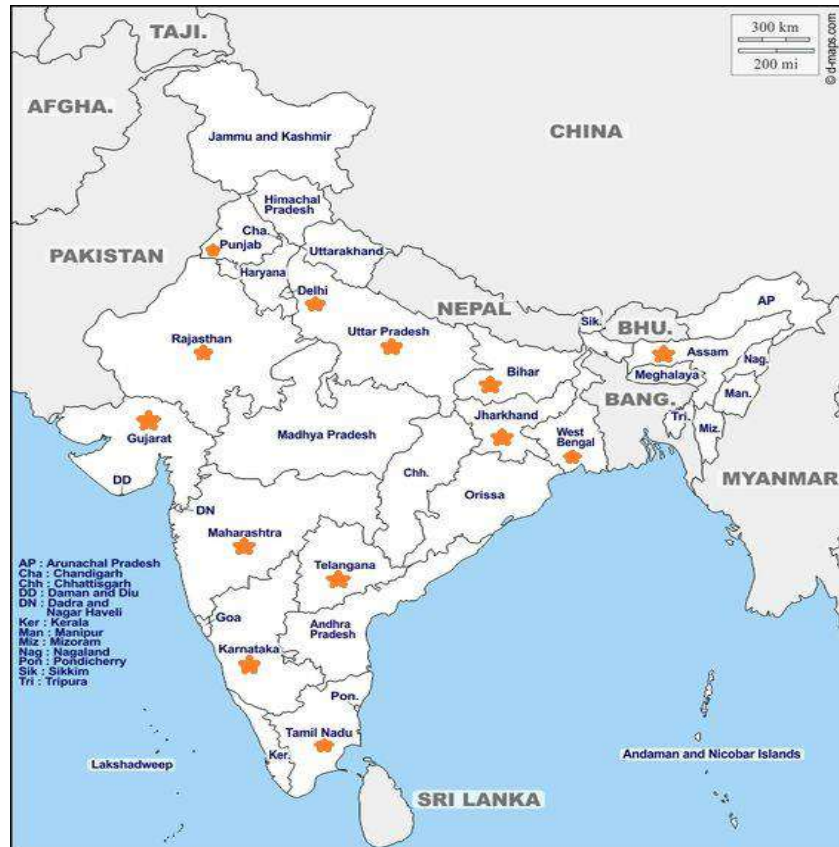 TAJI.
300 km
200 mi
© d-maps.com
AFGHA.
CHINA
Jammu and Kashmir
Himachal
Pradesh
Cha.
Punjab
PAKISTAN
Uttarakhand
Haryana
Delhi
NEPAL
AP
Sik.
BHU.
Rajasthan
Uttar Pradesh
Assam
Nag.
Bihar
Meghalaya
Man.
BANG.
Jharkhand
Tri.
Miz.
Gujarat
Madhya Pradesh
West
Bengal
Chh.
MYANMAR
DD
Orissa
DN
Maharashtra
Telangana
AP : Arunachal Pradesh
Cha : Chandigarh
Chh : Chhattisgarh
DD : Daman and Diu
DN : Dadra and
Nagar Haveli
Ker : Kerala
Man : Manipur
Miz : Mizoram
Nag : Nagaland
Pon : Pondicherry
Sik : Sikkim
Tri : Tripura
Goa
Andhra
Pradesh
Karnataka
Pon.
Tamil Nadu
Ker.
Lakshadweep
Andaman and Nicobar Islands
SRI LANKA